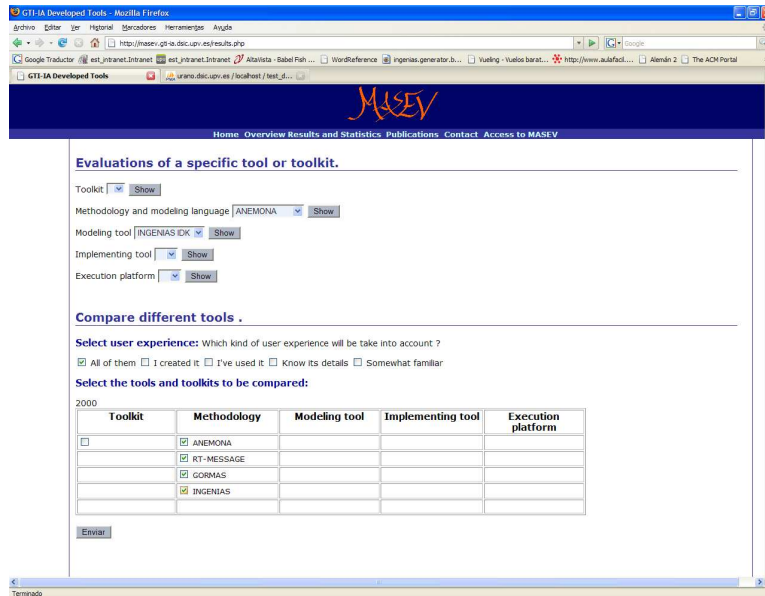 GTI-IA Developed Tools - Mozilla Firefox
Archivo Editar Ver Historial Marcadores Herramientas Ayuda
http://masev.gti-ia.dsic.upv.es/results.php
Google
Google Traductor est_intranet.Intranet est_intranet.Intranet AltaVista - Babel Fish ... WordReference ingenias.generator.b... Vueling - Vuelos barat... http://www.aulafacil.... Alemán 2 The ACM Portal
GTI-IA Developed Tools urano.dsic.upv.es / localhost / test_d...
MASEV
Home Overview Results and Statistics Publications Contact Access to MASEV
Evaluations of a specific tool or toolkit.
Toolkit Show
Methodology and modeling language ANEMONA Show
Modeling tool INGENIAS IDK Show
Implementing tool Show
Execution platform Show
Compare different tools .
Select user experience: Which kind of user experience will be take into account ?
All of them I created it I've used it Know its details Somewhat familiar
Select the tools and toolkits to be compared:
2000
Toolkit Methodology Modeling tool Implementing tool Execution platform
ANEMONA
RT-MESSAGE
GORMAS
INGENIAS
Enviar
Terminado